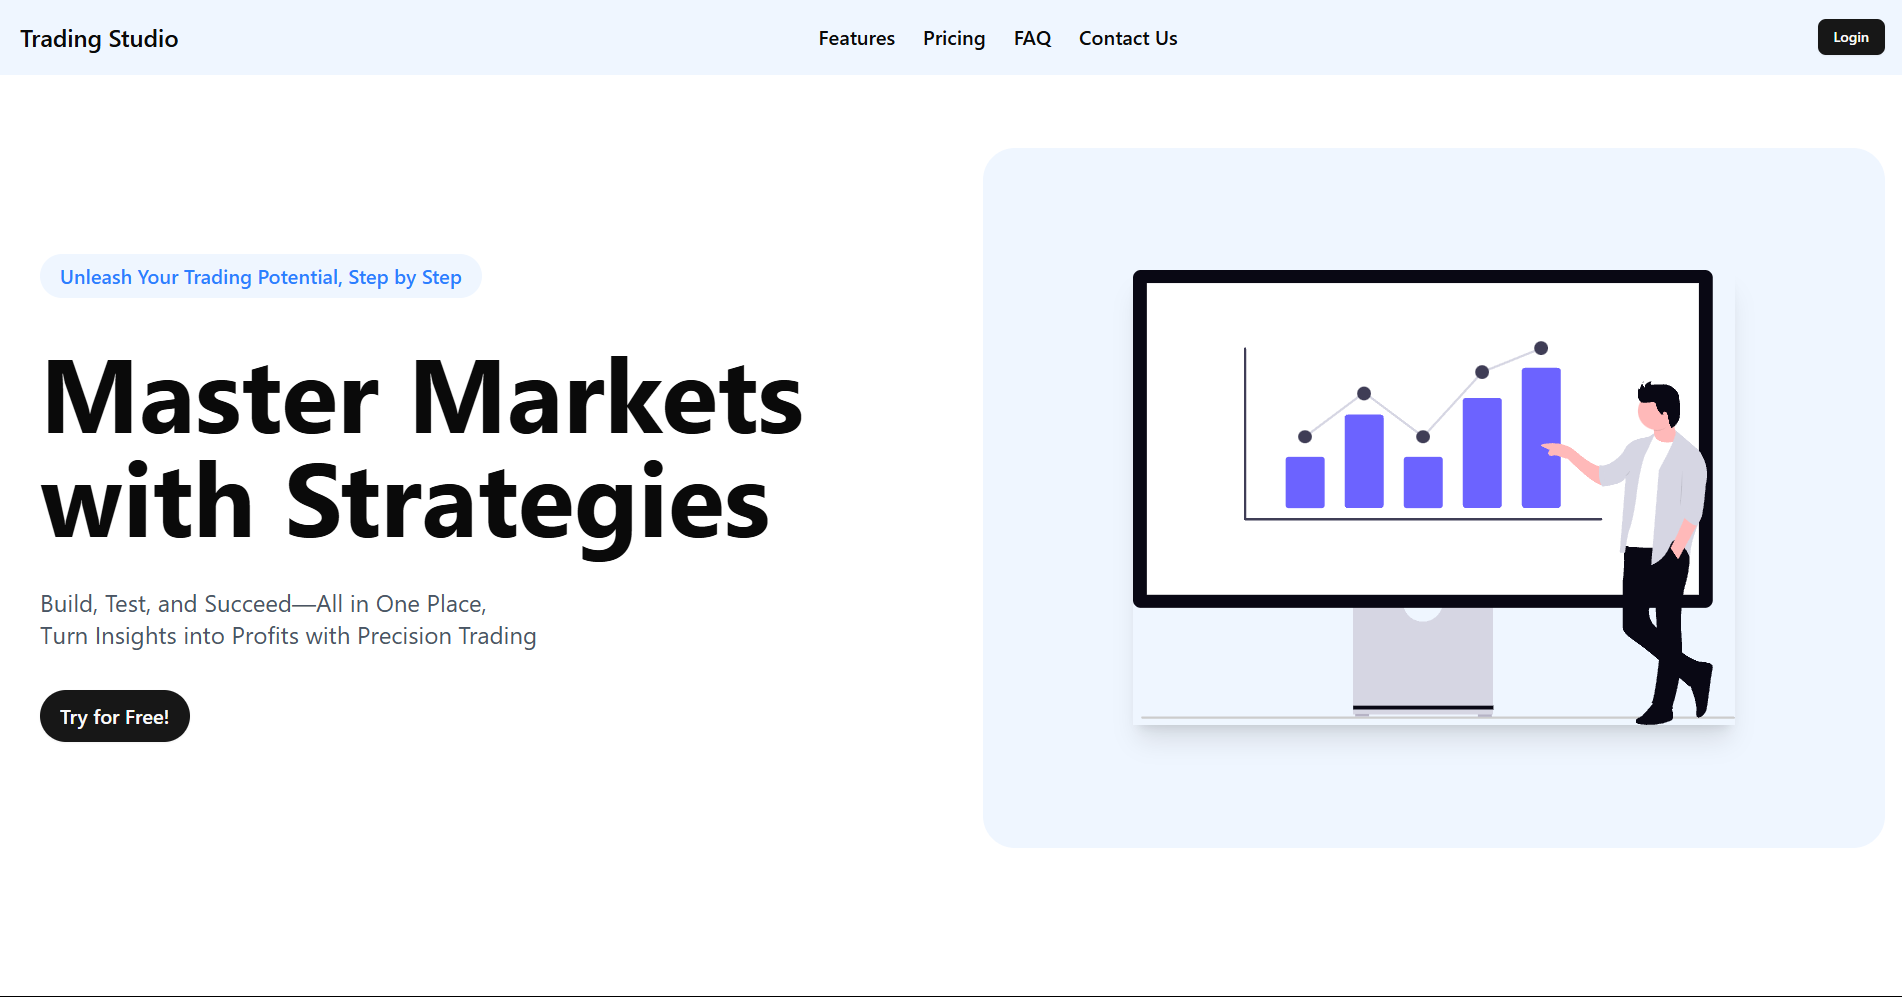 Trading Studio
Features
Pricing
FAQ
Contact Us
Login
Unleash Your Trading Potential, Step by Step
Master Markets
with Strategies
Build, Test, and Succeed—All in One Place,
Turn Insights into Profits with Precision Trading
Try for Free!